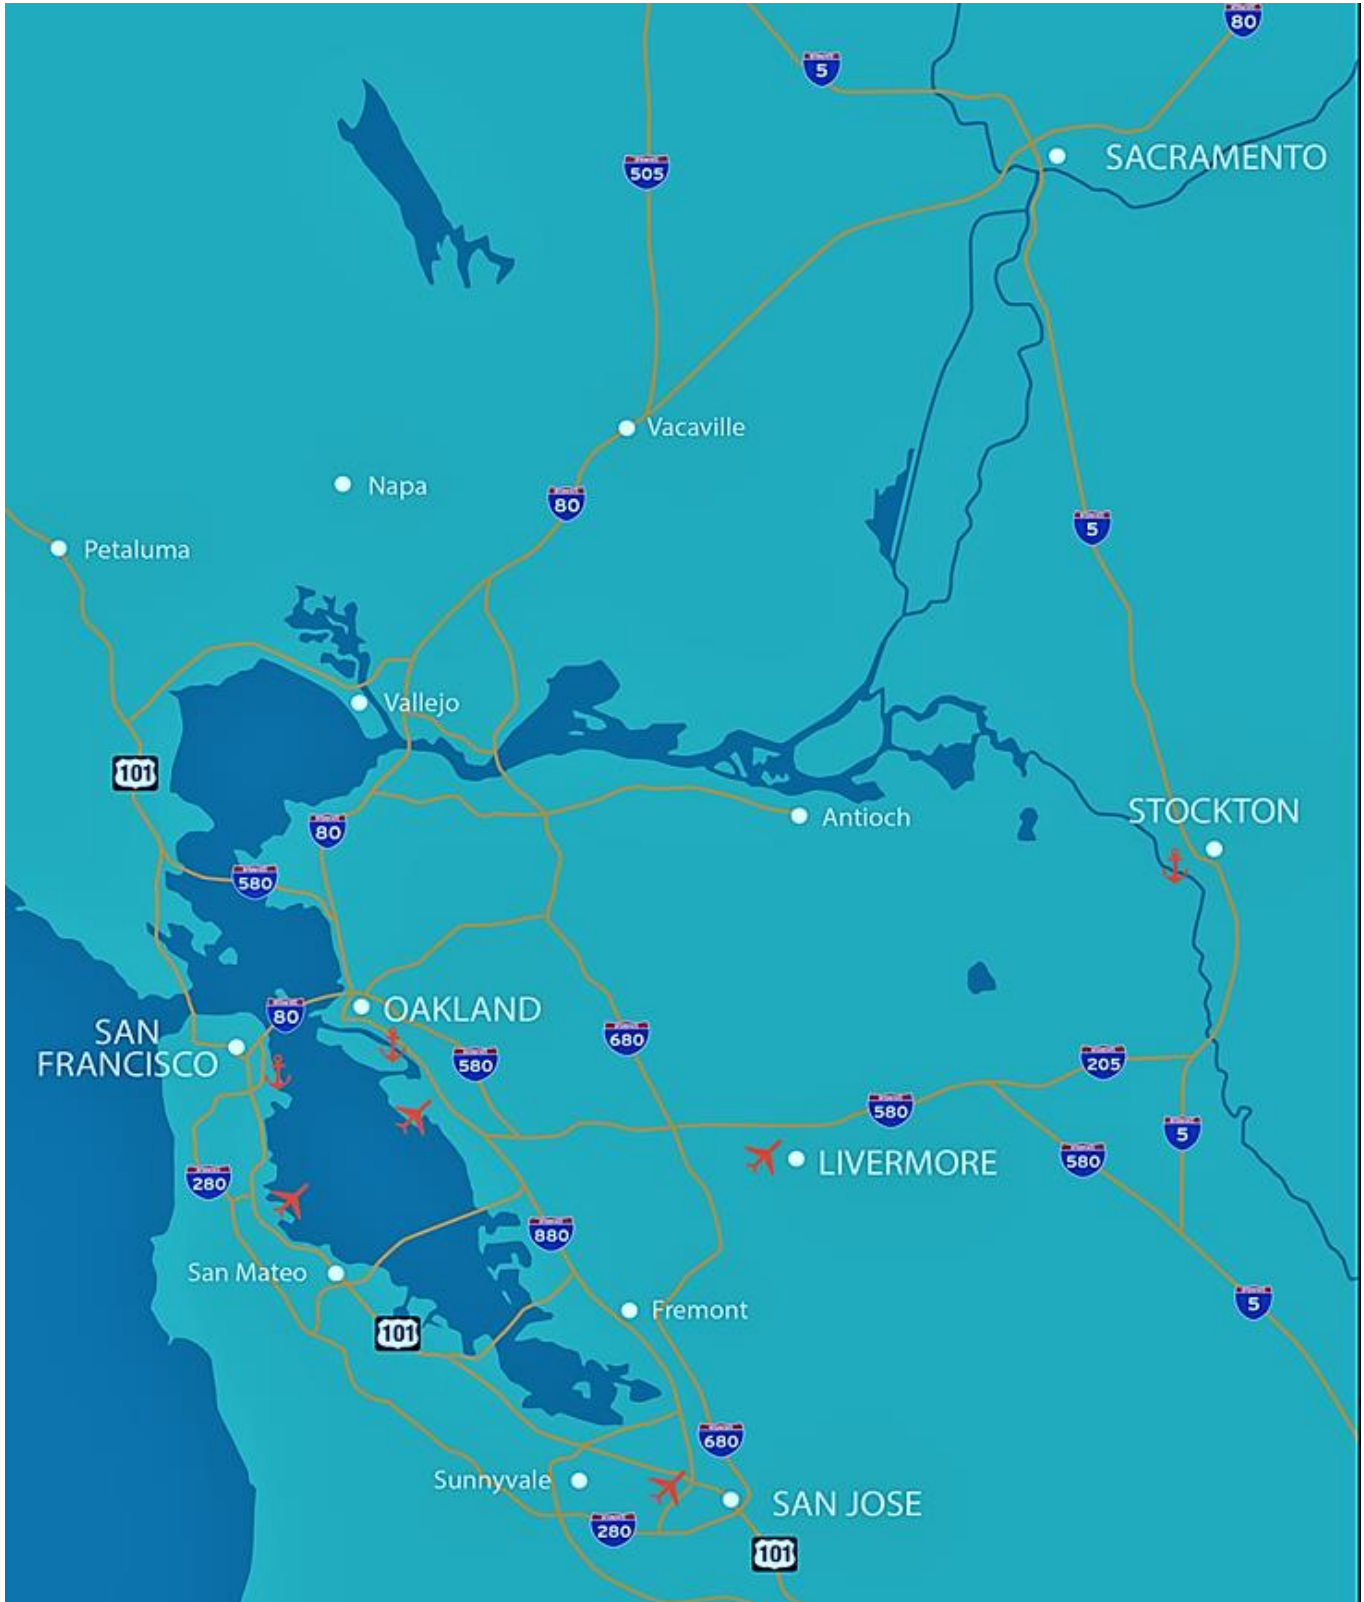 80
5
SACRAMENTO
505
Vacaville
Napa
80
5
Petaluma
Vallejo
101
STOCKTON
Antioch
80
580
OAKLAND
80
SAN
FRANCISCO
680
580
205
580
5
580
LIVERMORE
280
880
San Mateo
5
Fremont
101
680
Sunnyvale
SAN JOSE
280
101